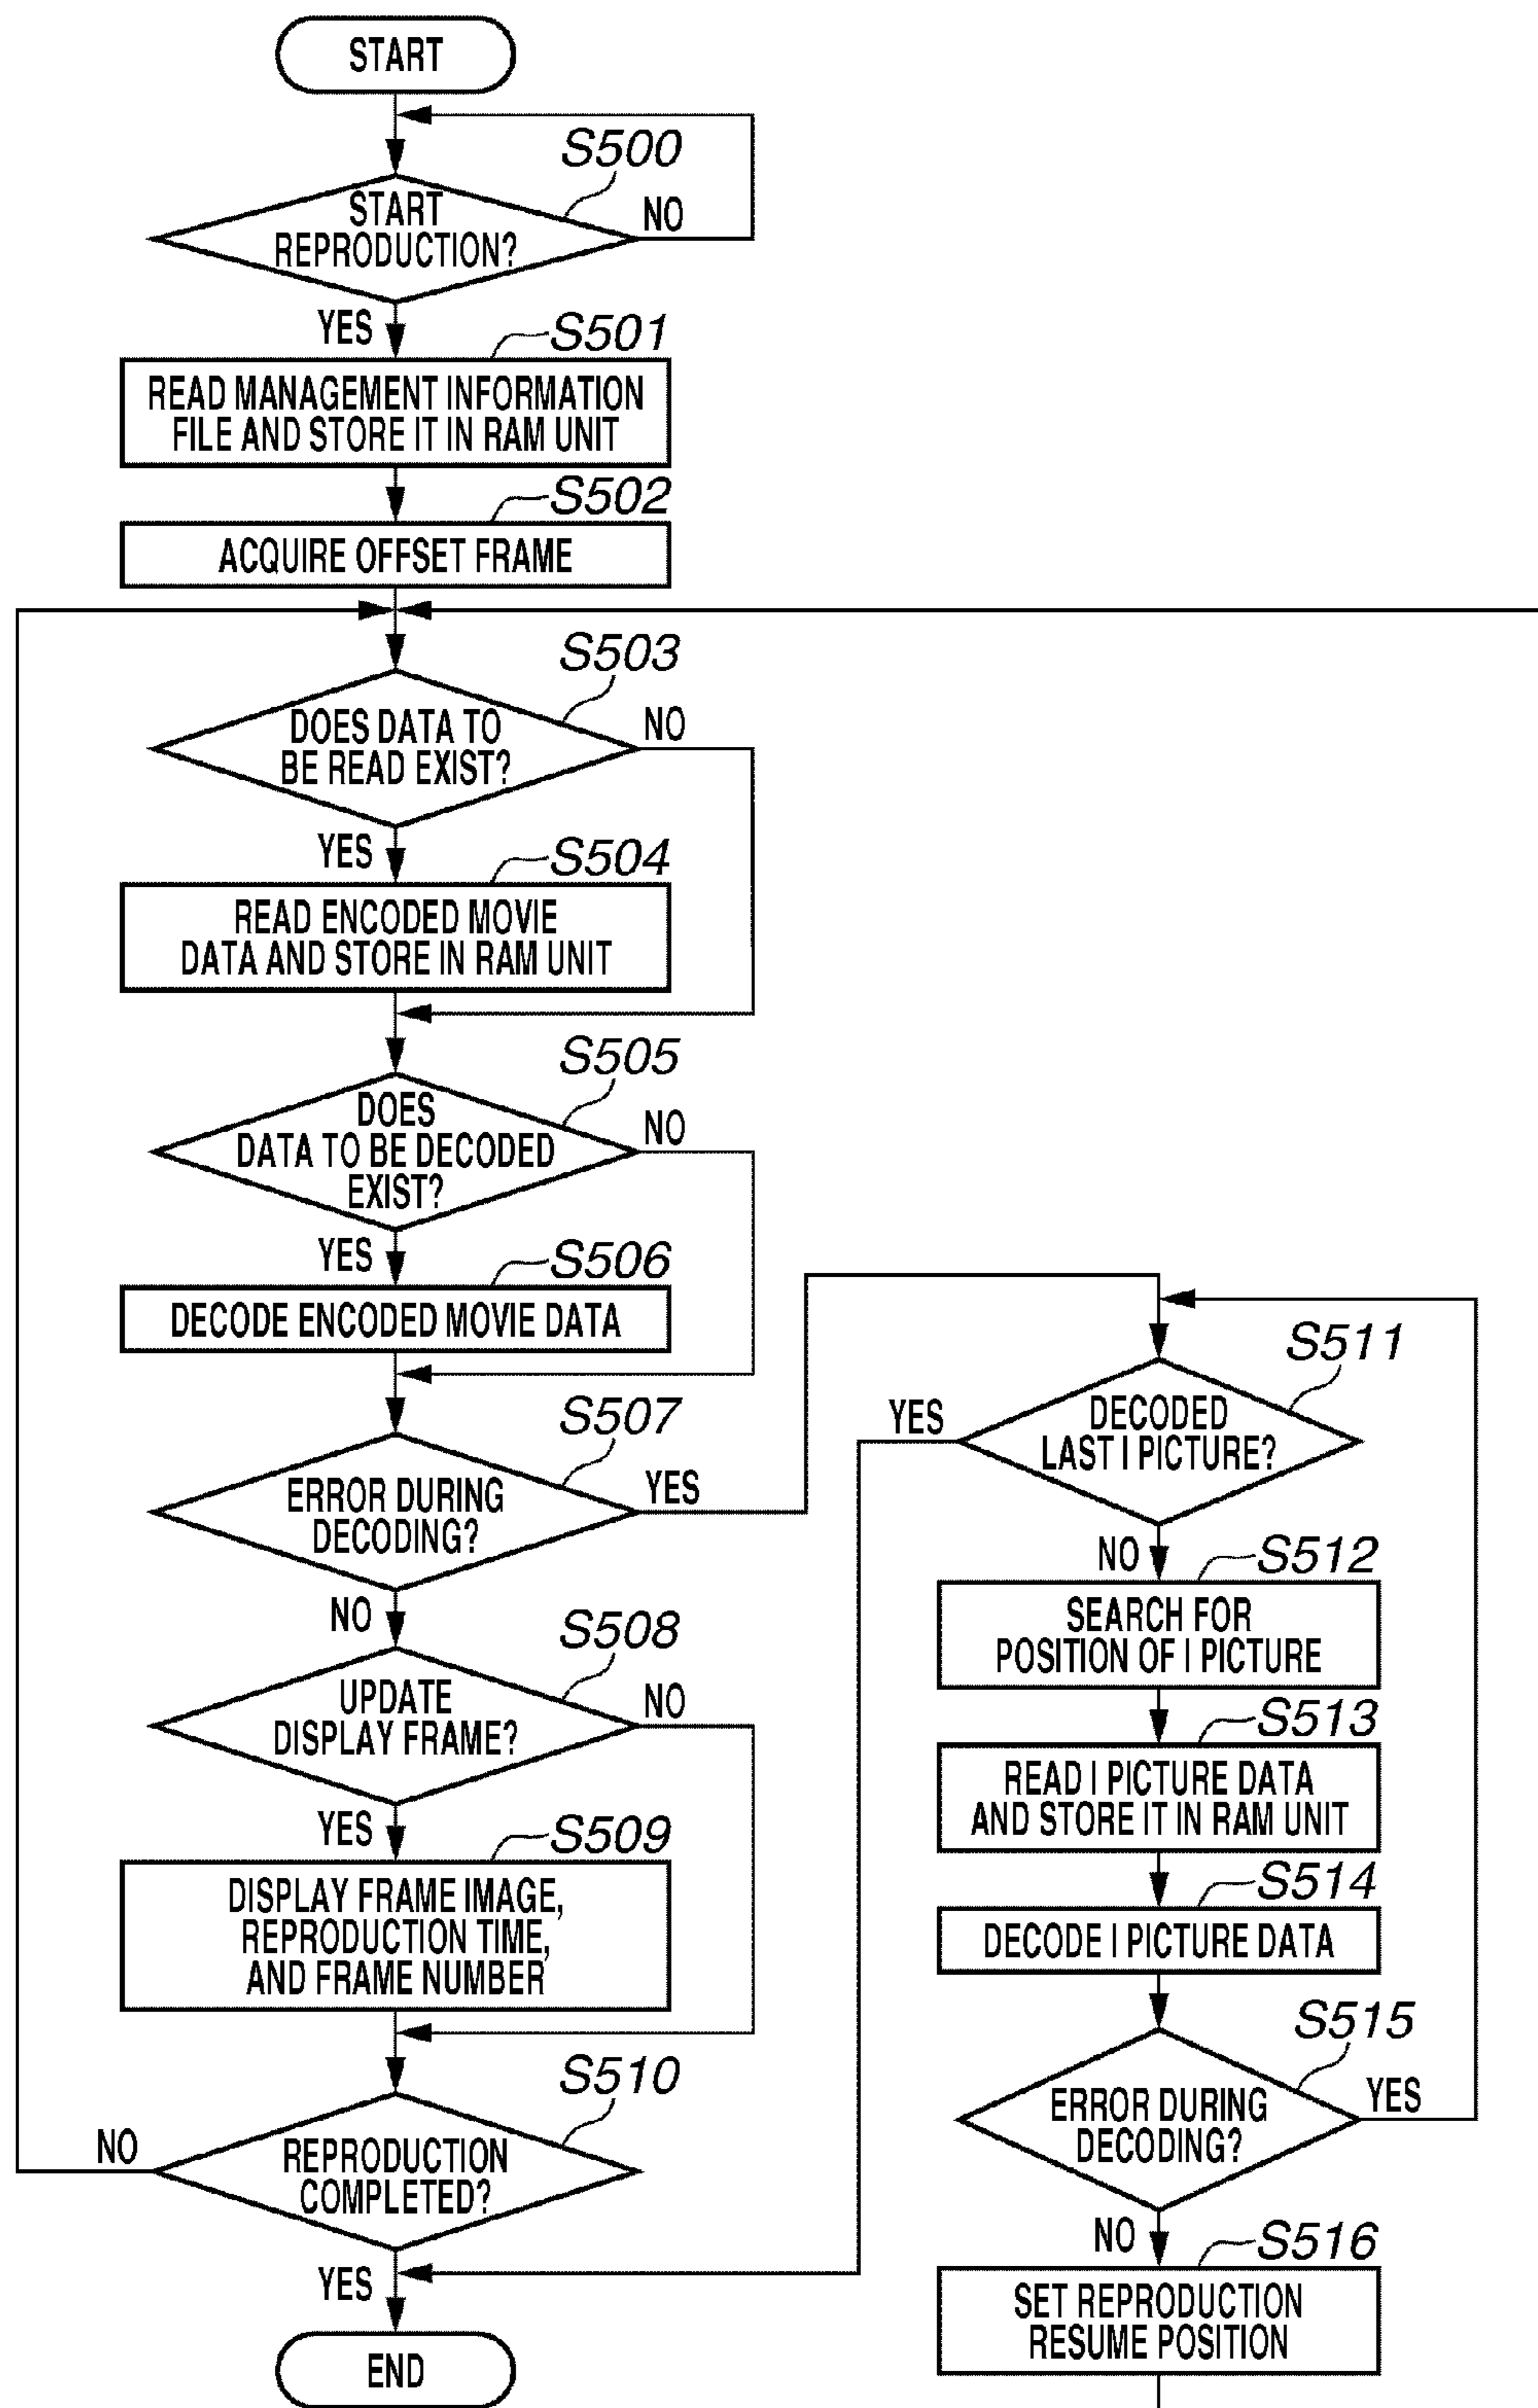 START
S500
START
REPRODUCTION?
NO
YES
S501
READ MANAGEMENT INFORMATION
FILE AND STORE IT IN RAM UNIT
S502
ACQUIRE OFFSET FRAME
S503
DOES DATA TO
BE READ EXIST?
NO
YES
S504
READ ENCODED MOVIE
DATA AND STORE IN RAM UNIT
S505
DOES
DATA TO BE DECODED
EXIST?
NO
YES
S506
DECODE ENCODED MOVIE DATA
S507
ERROR DURING
DECODING?
YES
NO
S508
UPDATE
DISPLAY FRAME?
NO
YES
S509
DISPLAY FRAME IMAGE,
REPRODUCTION TIME,
AND FRAME NUMBER
S510
REPRODUCTION
COMPLETED?
NO
YES
END
S511
DECODED
LAST I PICTURE?
YES
NO
S512
SEARCH FOR
POSITION OF I PICTURE
S513
READ I PICTURE DATA
AND STORE IT IN RAM UNIT
S514
DECODE I PICTURE DATA
S515
ERROR DURING
DECODING?
YES
NO
S516
SET REPRODUCTION
RESUME POSITION